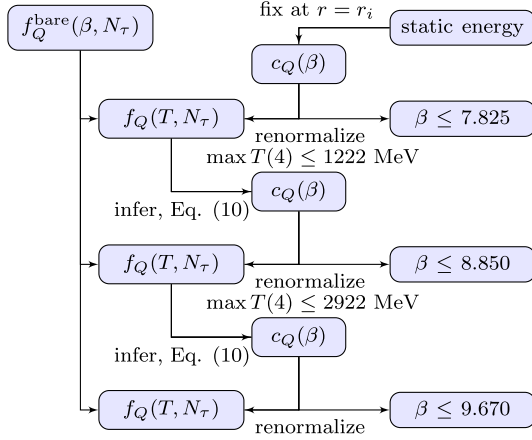 fix at r = r_i
f_Q^bare(β, N_τ)
static energy
c_Q(β)
f_Q(T, N_τ)
β ≤ 7.825
renormalize
max T(4) ≤ 1222 MeV
c_Q(β)
infer, Eq. (10)
f_Q(T, N_τ)
β ≤ 8.850
renormalize
max T(4) ≤ 2922 MeV
c_Q(β)
infer, Eq. (10)
f_Q(T, N_τ)
β ≤ 9.670
renormalize